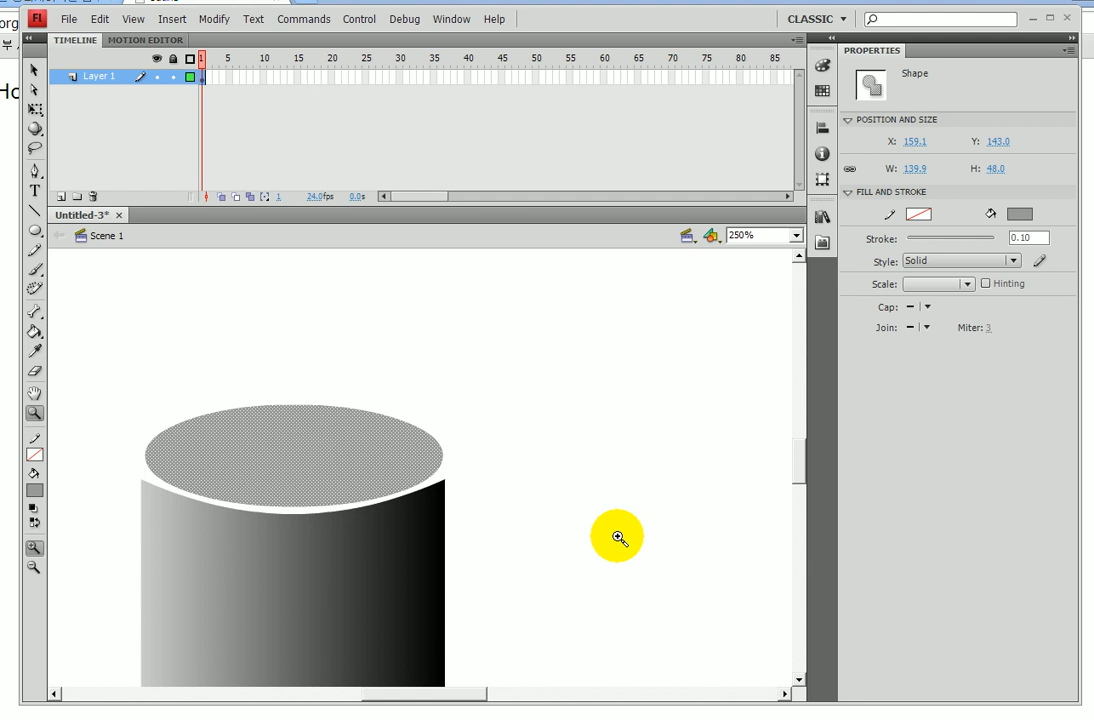 FL File Edit View Insert Modify Text Commands Control Debug Window Help CLASSIC
TIMELINE MOTION EDITOR
1 5 10 15 20 25 30 35 40 45 50 55 60 65 70 75 80 85
Layer 1
1 24.0fps 0.0s
Untitled-3*
Scene 1 250%
PROPERTIES
Shape
POSITION AND SIZE
X: 159.1 Y: 143.0
W: 139.9 H: 48.0
FILL AND STROKE
Stroke: 0.10
Style: Solid
Scale: Hinting
Cap:
Join: Miter: 3
org
Ho